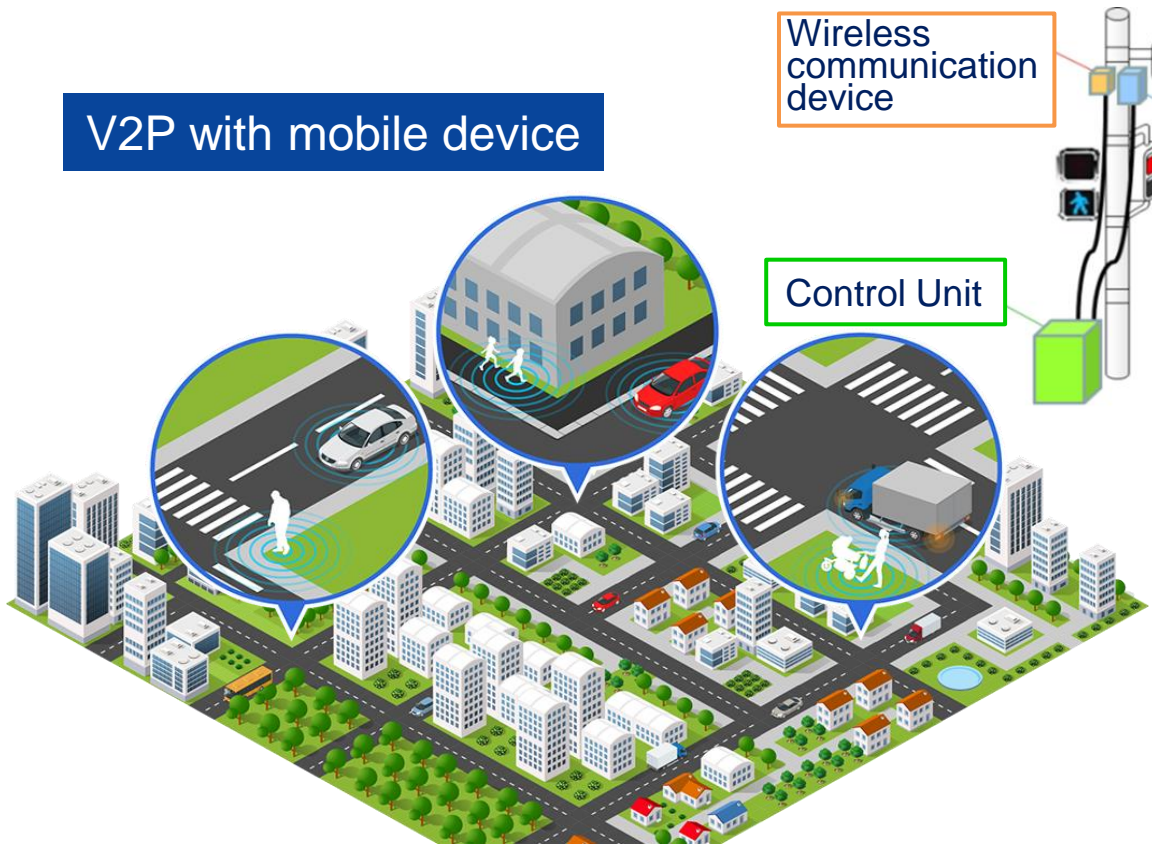 Wireless
communication
device
V2P with mobile device
Control Unit